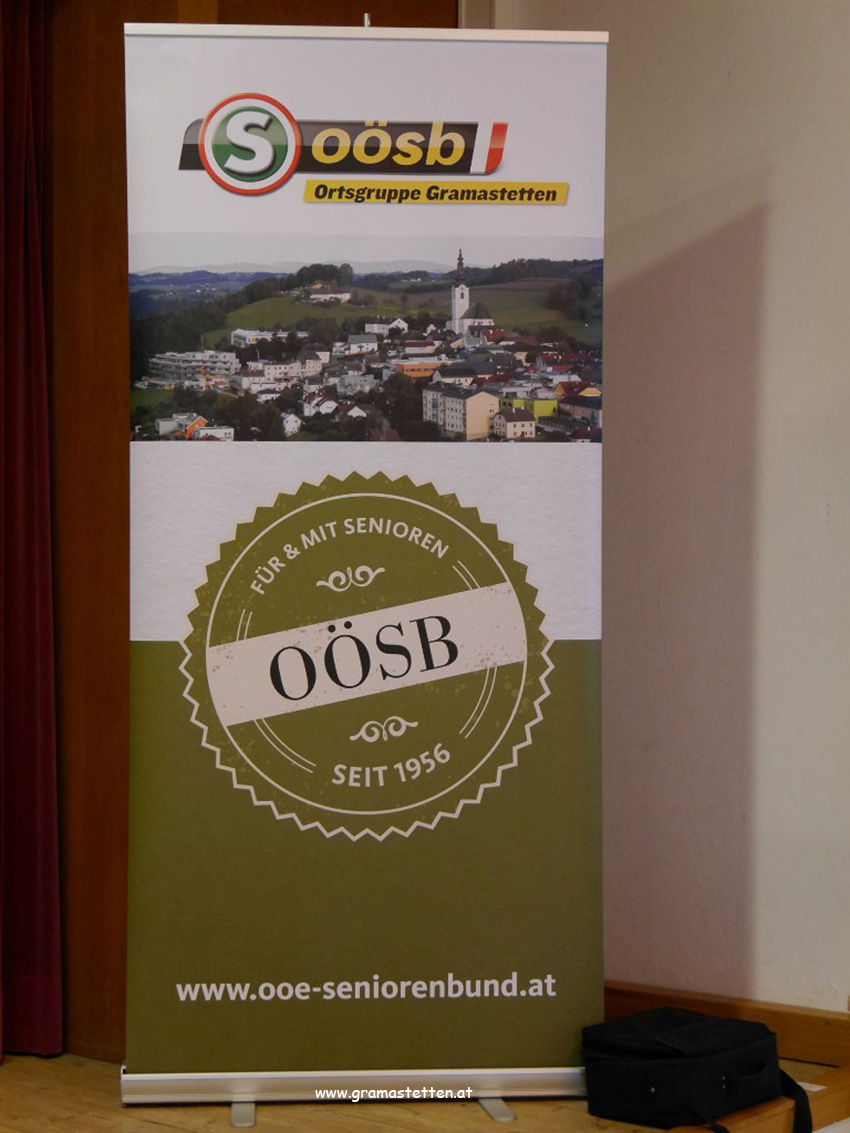 S oösb
Ortsgruppe Gramastetten
FÜR & MIT SENIOREN
OÖSB
SEIT 1956
www.ooe-seniorenbund.at
www.gramastetten.at